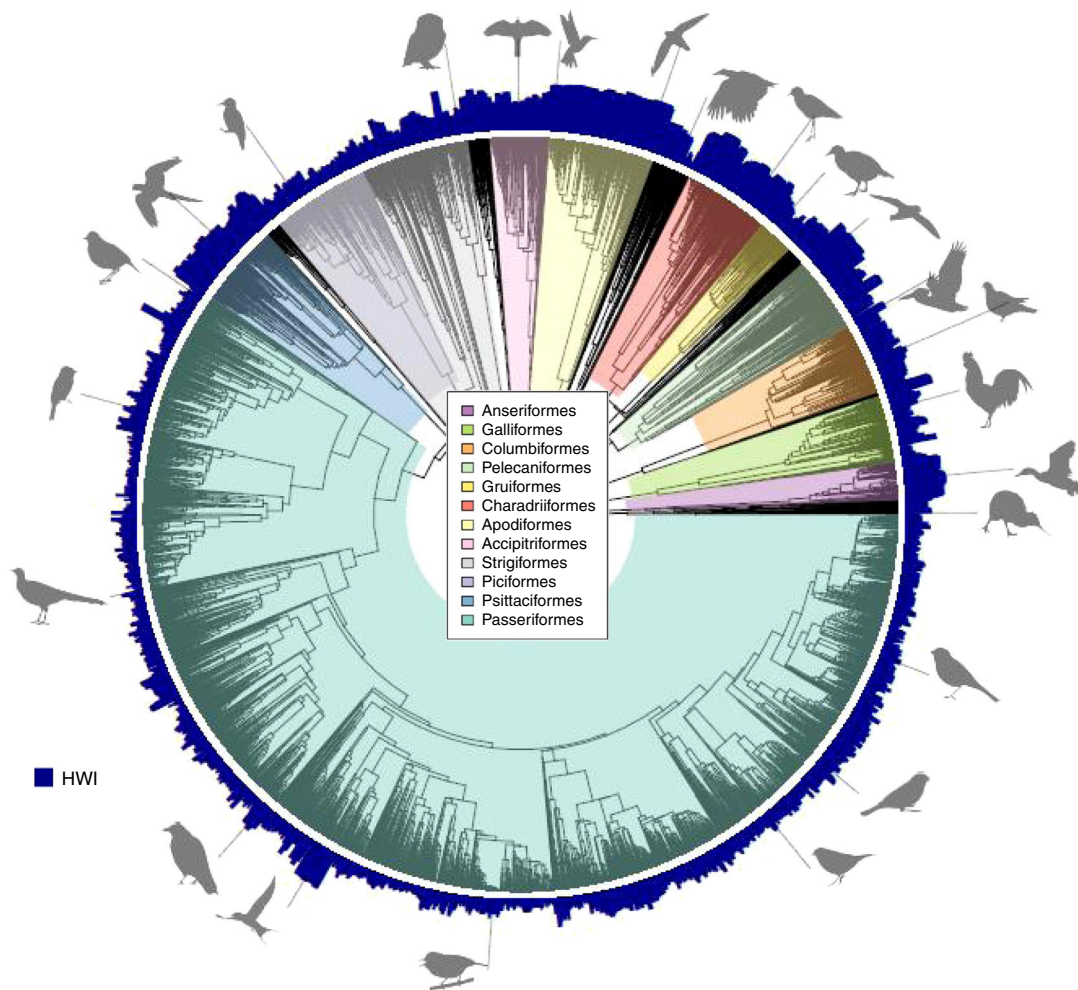 Anseriformes
Galliformes
Columbiformes
Pelecaniformes
Gruiformes
Charadriiformes
Apodiformes
Accipitriformes
Strigiformes
Piciformes
Psittaciformes
Passeriformes
HWI